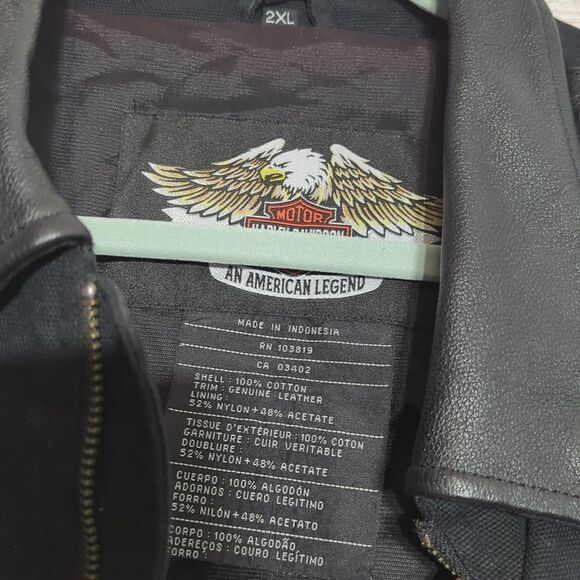 2XL
MOTOR
HARLEY-DAVIDSON
AN AMERICAN LEGEND
MADE IN INDONESIA
RN 103819
CA 03402
SHELL : 100% COTTON
TRIM : GENUINE LEATHER
LINING :
52% NYLON + 48% ACETATE
TISSUE D'EXTÉRIEUR : 100% COTON
GARNITURE : CUIR VERITABLE
DOUBLURE :
52% NYLON + 48% ACETATE
CUERPO : 100% ALGODÓN
ADORNOS : CUERO LEGITIMO
FORRO :
52% NILÓN + 48% ACETATO
CORPO : 100% ALGODÃO
ADEREÇOS : COURO LEGÍTIMO
FORRO :